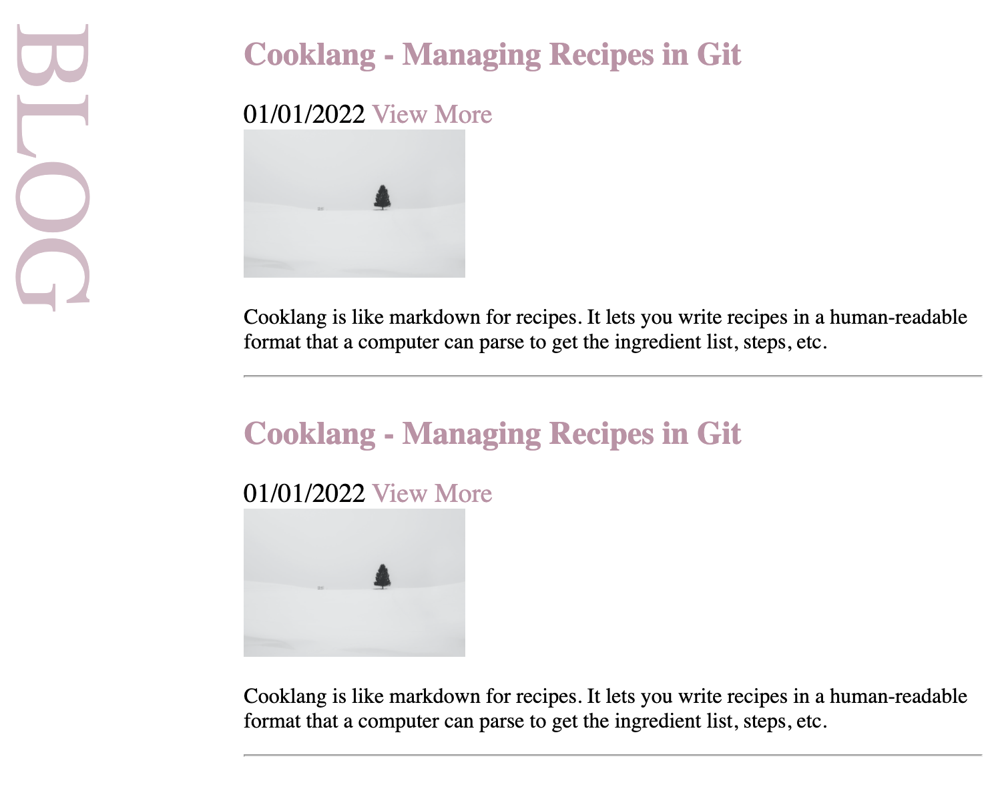 BLOG
Cooklang - Managing Recipes in Git
01/01/2022 View More
Cooklang is like markdown for recipes. It lets you write recipes in a human-readable
format that a computer can parse to get the ingredient list, steps, etc.
Cooklang - Managing Recipes in Git
01/01/2022 View More
Cooklang is like markdown for recipes. It lets you write recipes in a human-readable
format that a computer can parse to get the ingredient list, steps, etc.